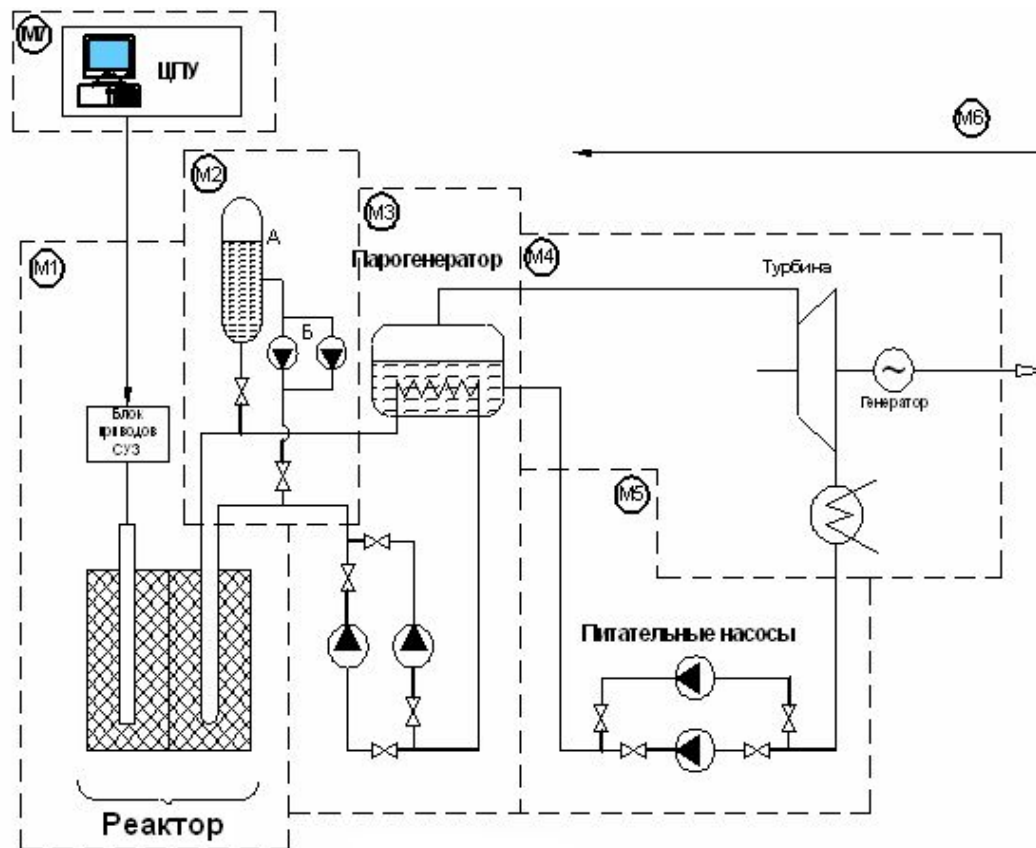 М7
ЦПУ
М6
М2
М3
А
М1
Парогенератор
М4
Турбина
Б
Генератор
Блок
приводов
СУЗ
М5
Питательные насосы
Реактор